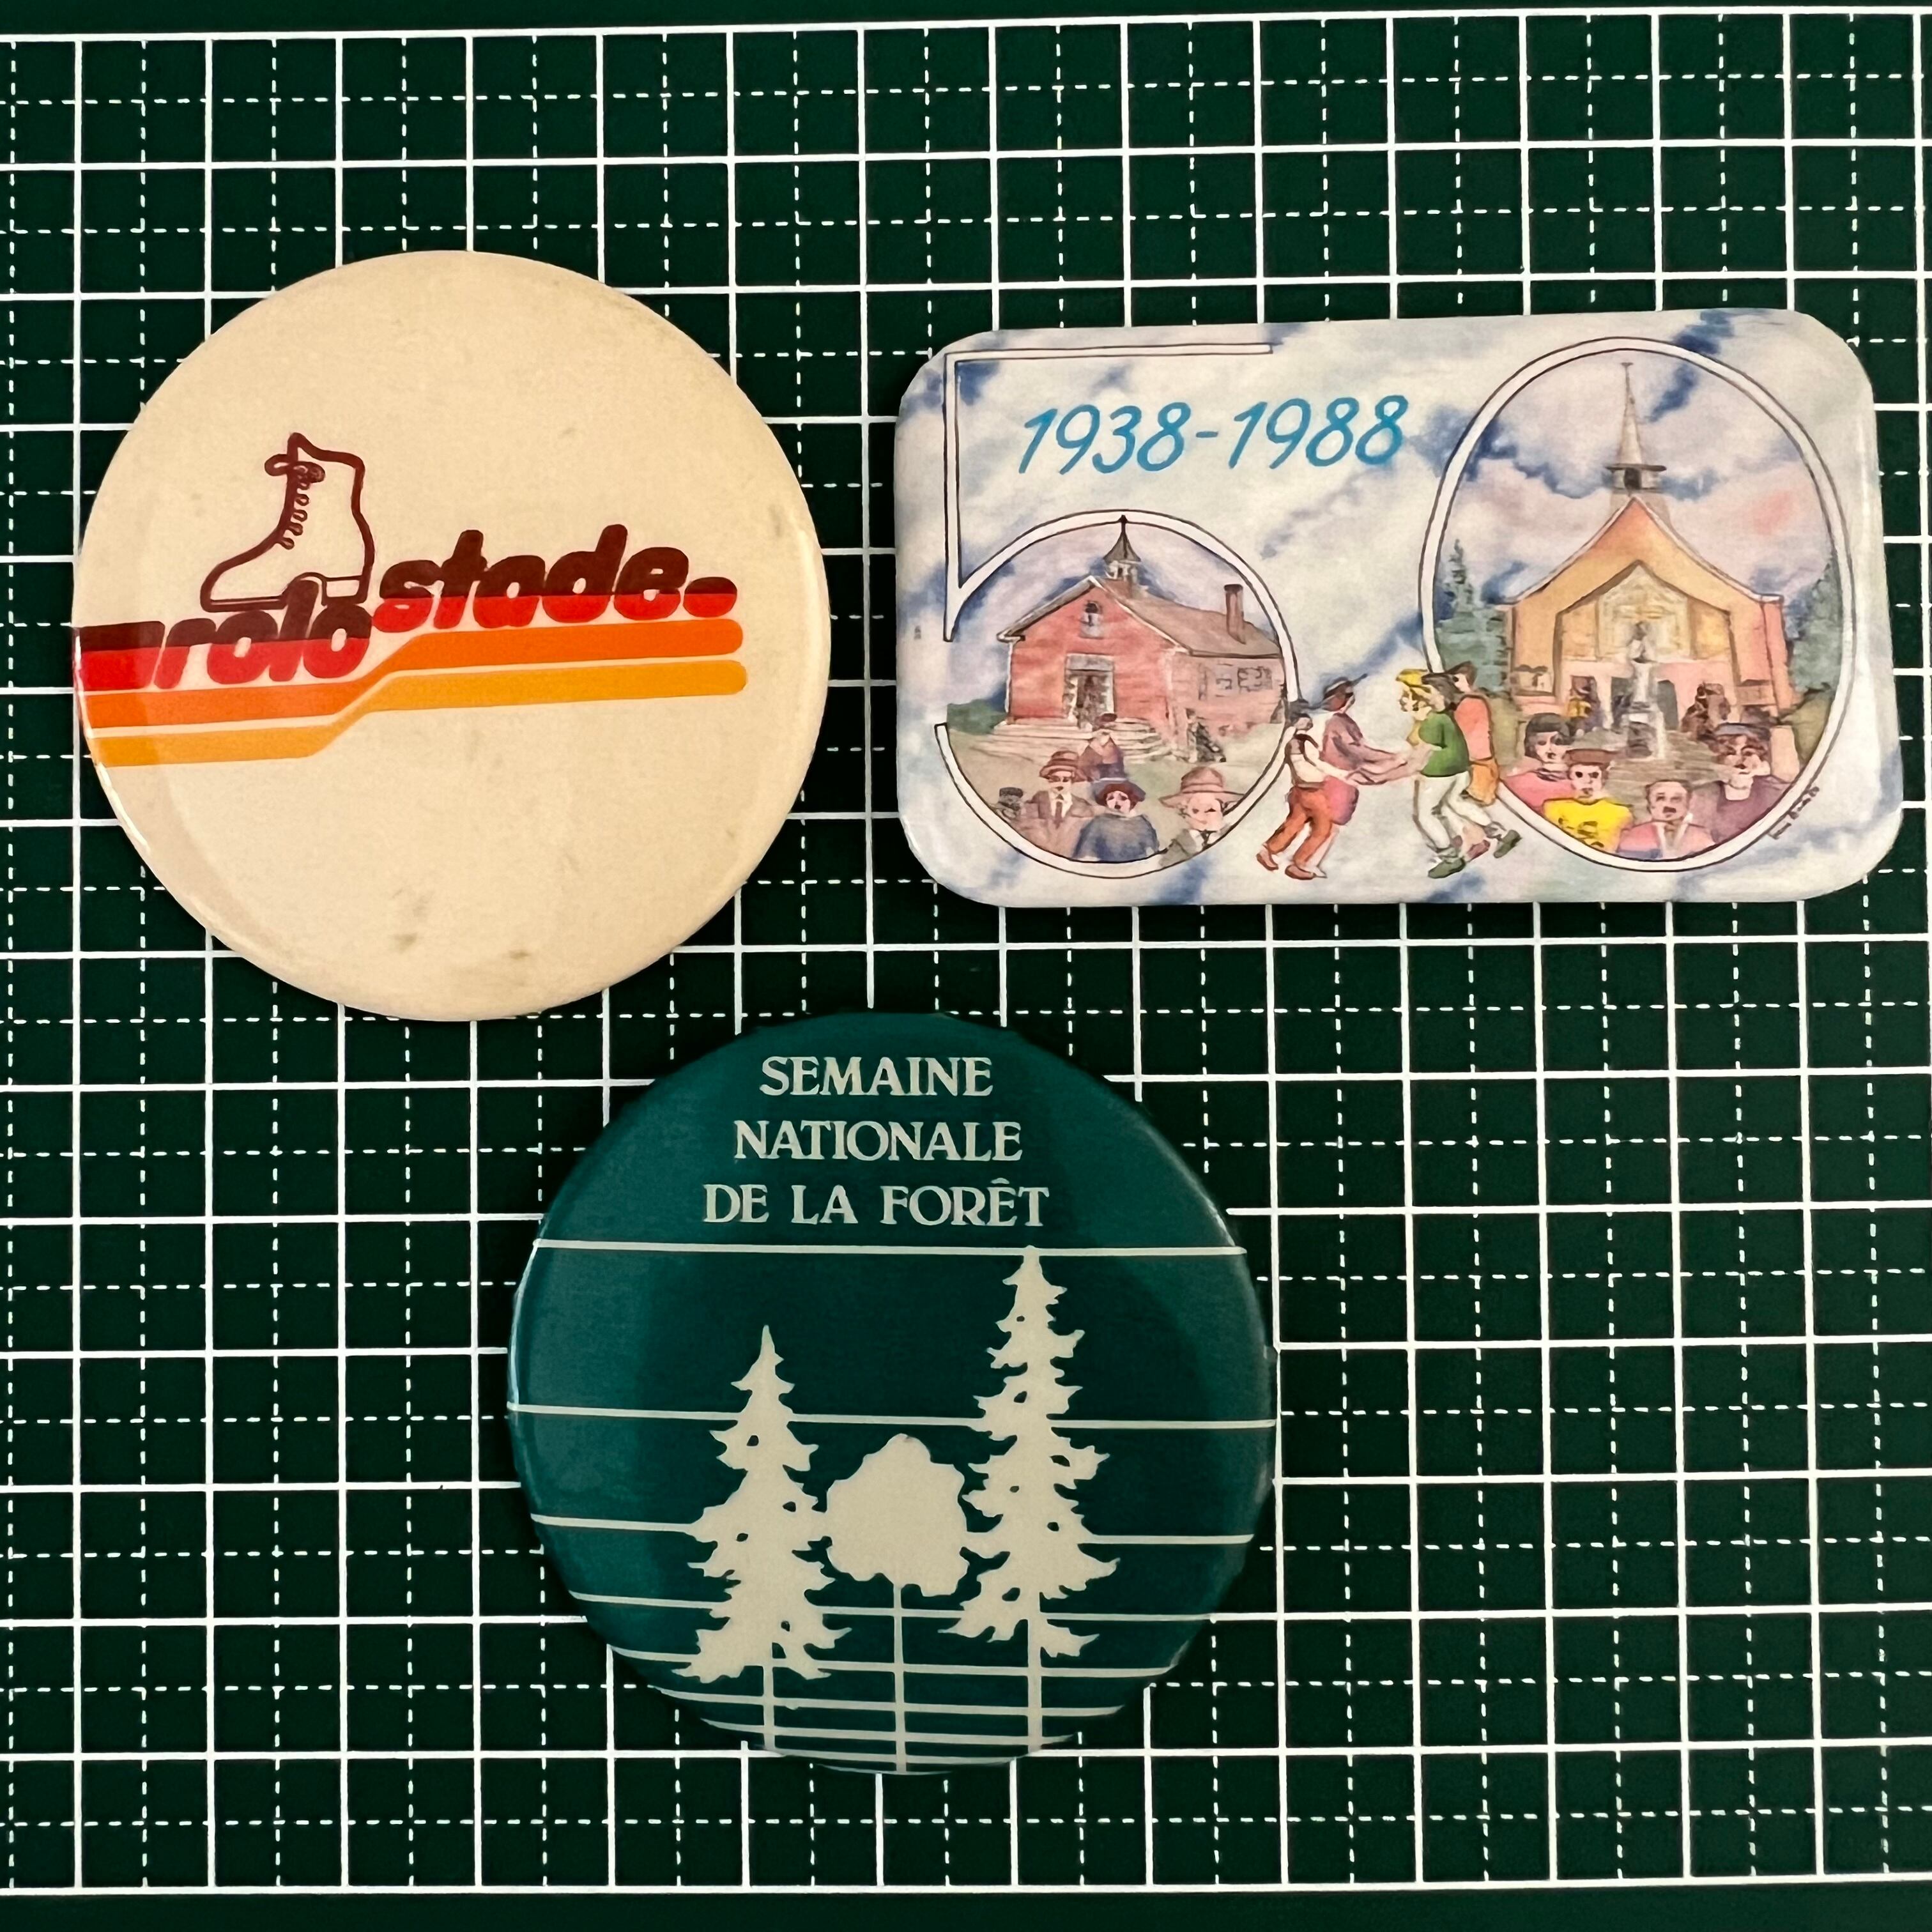 rolo stade
1938-1988
SEMAINE
NATIONALE
DE LA FORÊT